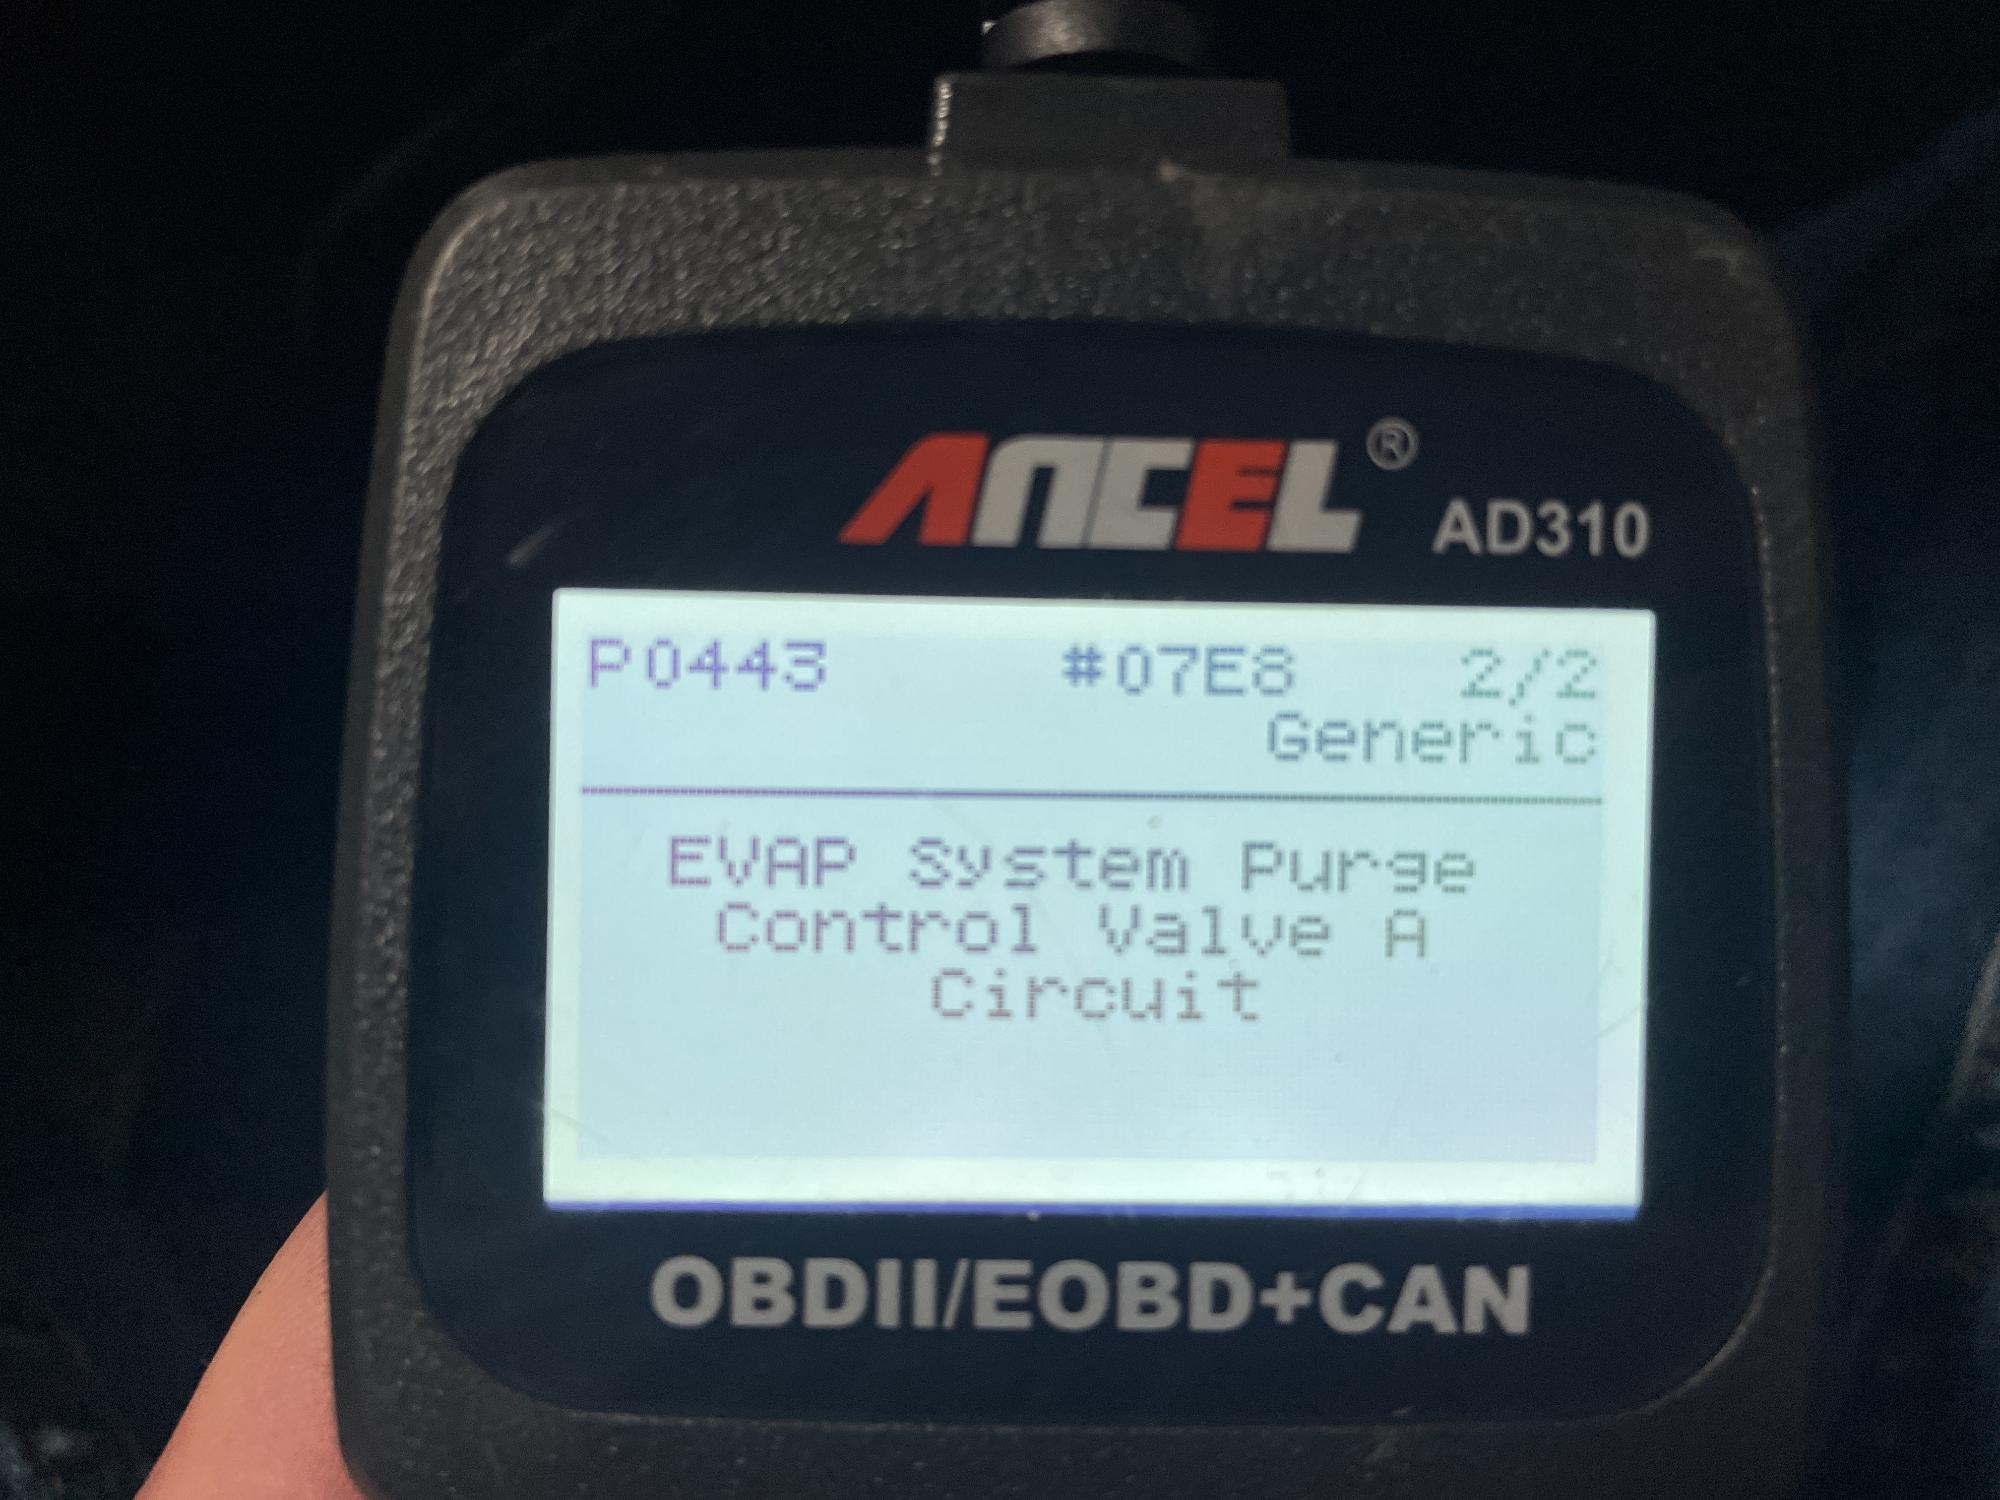 ANCEL ® AD310
P0443 #07E8 2/2
Generic
EVAP System Purge
Control Valve A
Circuit
OBDII/EOBD+CAN